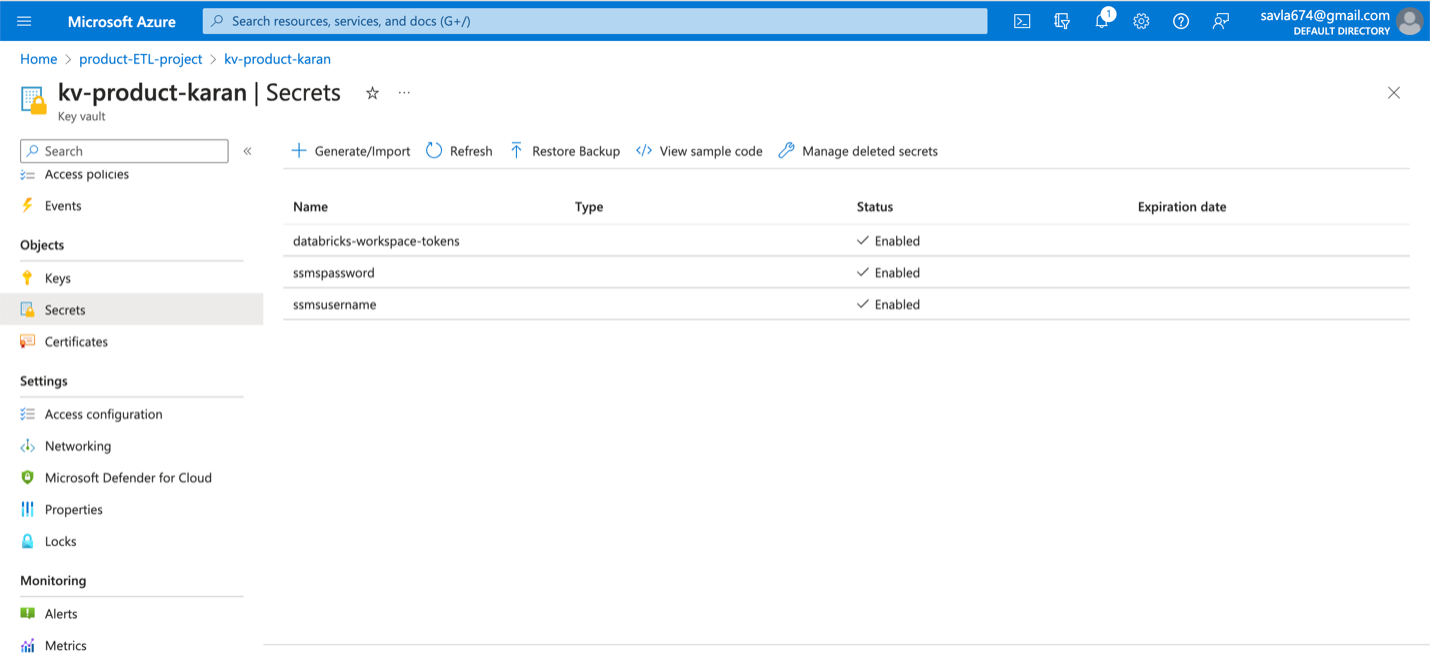 Microsoft Azure
Search resources, services, and docs (G+/)
1
savla674@gmail.com
DEFAULT DIRECTORY
Home > product-ETL-project > kv-product-karan
kv-product-karan | Secrets
Key vault
Search
Access policies
Events
Objects
Keys
Secrets
Certificates
Settings
Access configuration
Networking
Microsoft Defender for Cloud
Properties
Locks
Monitoring
Alerts
Metrics
Generate/Import Refresh Restore Backup View sample code Manage deleted secrets
Name Type Status Expiration date
databricks-workspace-tokens Enabled
ssmspassword Enabled
ssmsusername Enabled